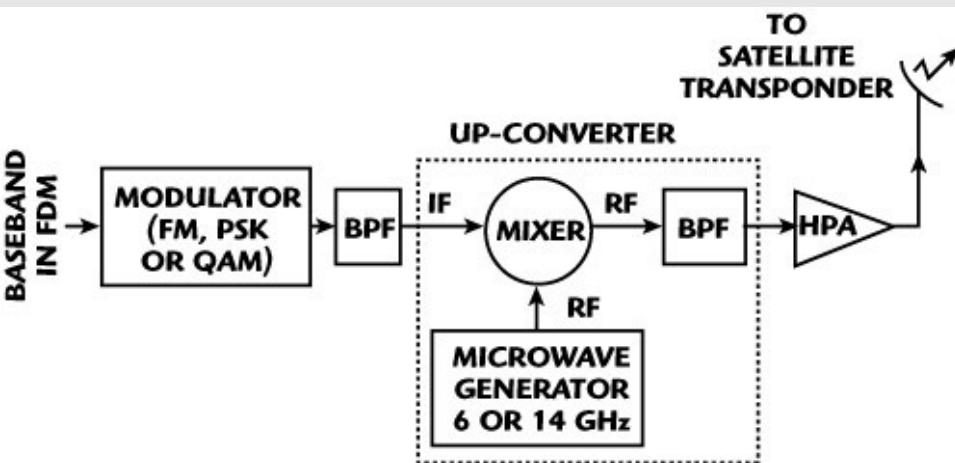 TO
SATELLITE
TRANSPONDER
UP-CONVERTER
BASEBAND
IN FDM
MODULATOR
(FM, PSK
OR QAM)
BPF
IF
MIXER
RF
BPF
HPA
RF
MICROWAVE
GENERATOR
6 OR 14 GHz